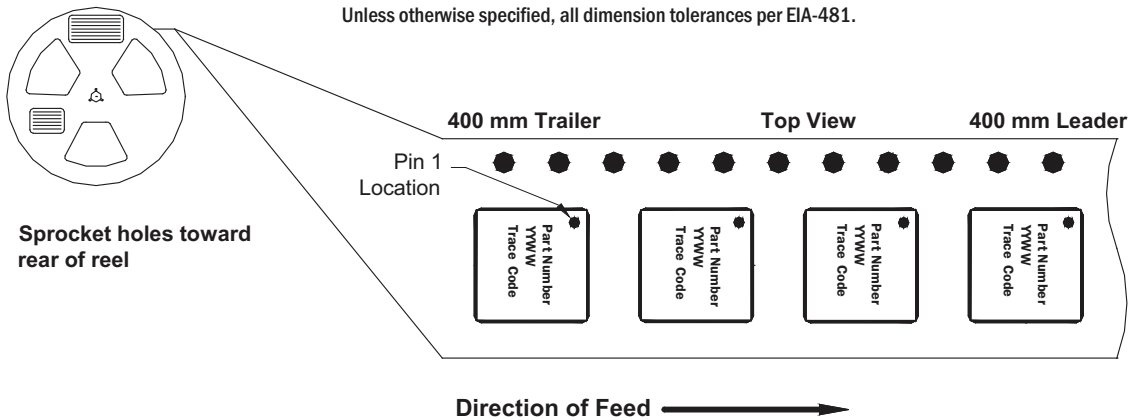 Unless otherwise specified, all dimension tolerances per EIA-481.
400 mm Trailer
Top View
400 mm Leader
Pin 1
Location
Sprocket holes toward
rear of reel
Part Number
YYWW
Trace Code
Part Number
YYWW
Trace Code
Part Number
YYWW
Trace Code
Part Number
YYWW
Trace Code
Direction of Feed